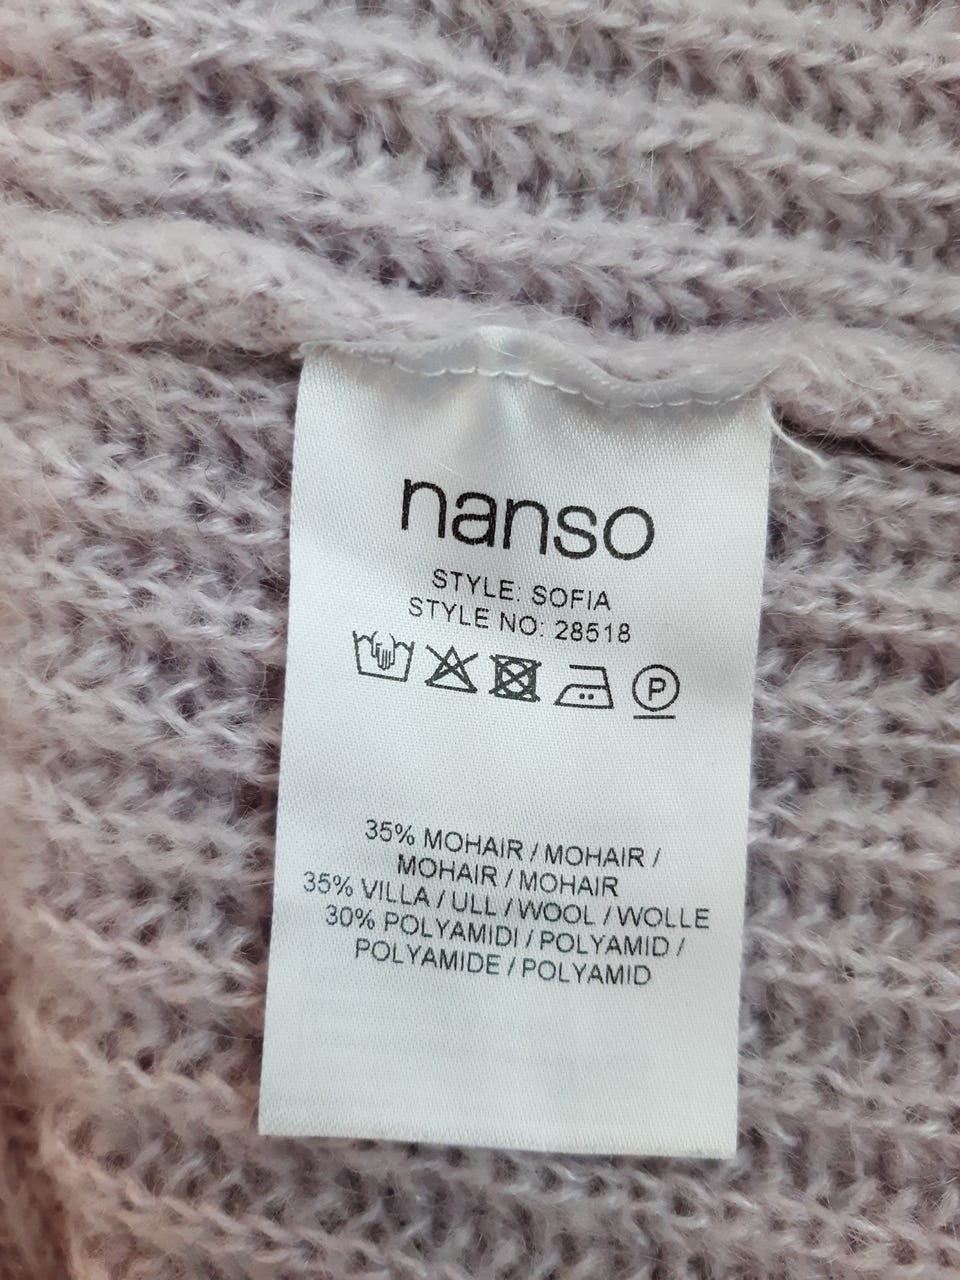 nanso
STYLE: SOFIA
STYLE NO: 28518
P
35% MOHAIR / MOHAIR /
MOHAIR / MOHAIR
35% VILLA / ULL / WOOL / WOLLE
30% POLYAMIDI / POLYAMID /
POLYAMIDE / POLYAMID